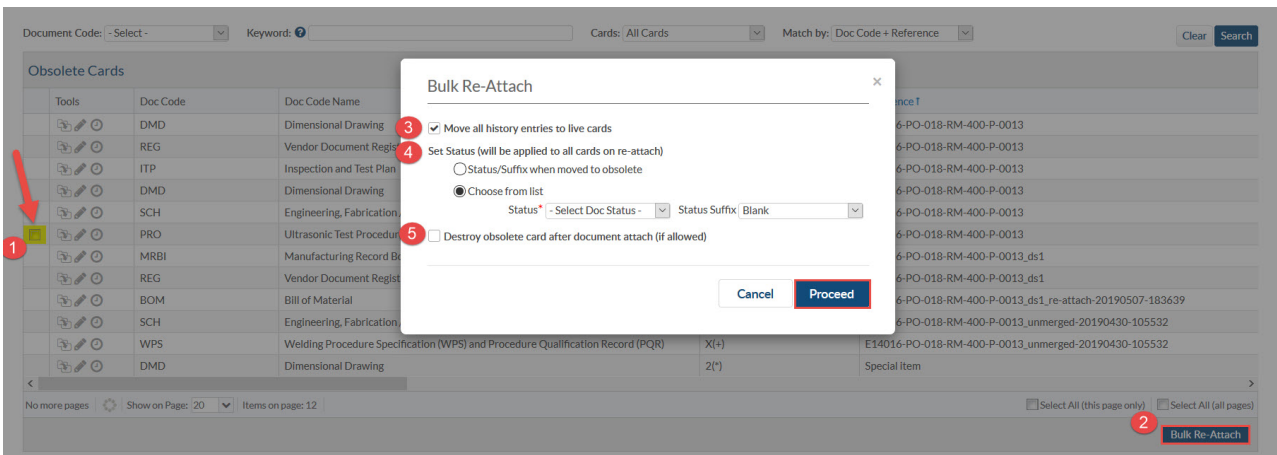 Document Code: - Select - Keyword: Cards: All Cards Match by: Doc Code + Reference Clear Search
Obsolete Cards
Bulk Re-Attach ×
Tools Doc Code Doc Code Name ence↑
DMD Dimensional Drawing 6-PO-018-RM-400-P-0013
3 Move all history entries to live cards
REG Vendor Document Regist 6-PO-018-RM-400-P-0013
4 Set Status (will be applied to all cards on re-attach)
ITP Inspection and Test Plan 6-PO-018-RM-400-P-0013
Status/Suffix when moved to obsolete
DMD Dimensional Drawing 6-PO-018-RM-400-P-0013
Choose from list
SCH Engineering, Fabrication 6-PO-018-RM-400-P-0013
Status* - Select Doc Status - Status Suffix Blank
1 PRO Ultrasonic Test Procedur 6-PO-018-RM-400-P-0013
5 Destroy obsolete card after document attach (if allowed)
MRBI Manufacturing Record Bo 6-PO-018-RM-400-P-0013_ds1
REG Vendor Document Regist 6-PO-018-RM-400-P-0013_ds1
Cancel Proceed
BOM Bill of Material 6-PO-018-RM-400-P-0013_ds1_re-attach-20190507-183639
SCH Engineering, Fabrication 6-PO-018-RM-400-P-0013_unmerged-20190430-105532
WPS Welding Procedure Specification (WPS) and Procedure Qualification Record (PQR) X(+) E14016-PO-018-RM-400-P-0013_unmerged-20190430-105532
DMD Dimensional Drawing 2(*) Special item
No more pages Show on Page: 20 Items on page: 12 Select All (this page only) Select All (all pages)
2 Bulk Re-Attach